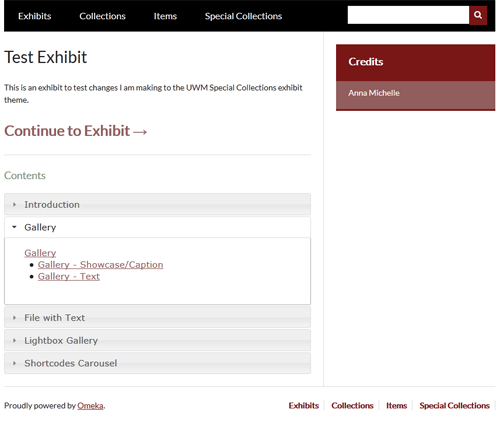 Exhibits Collections Items Special Collections
Test Exhibit
This is an exhibit to test changes I am making to the UWM Special Collections exhibit
theme.
Continue to Exhibit →
Contents
Introduction
Gallery
Gallery
• Gallery - Showcase/Caption
• Gallery - Text
File with Text
Lightbox Gallery
Shortcodes Carousel
Credits
Anna Michelle
Proudly powered by Omeka.
Exhibits Collections Items Special Collections